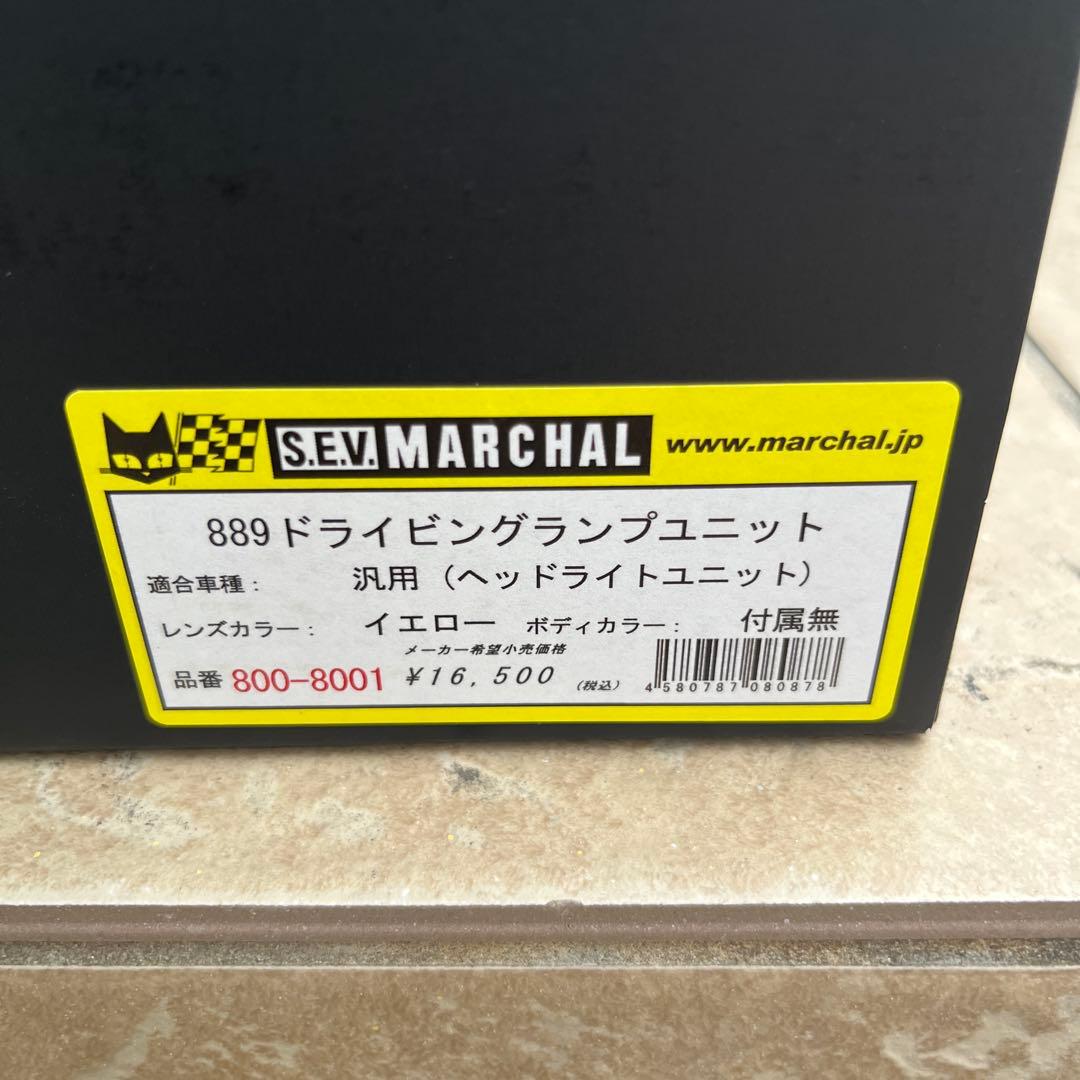 S.E.V. MARCHAL www.marchal.jp
889ドライビングランプユニット
適合車種： 汎用（ヘッドライトユニット）
レンズカラー： イエロー ボディカラー： 付属無
メーカー希望小売価格
品番 800-8001 ¥16,500 (税込)
4 580787 080878